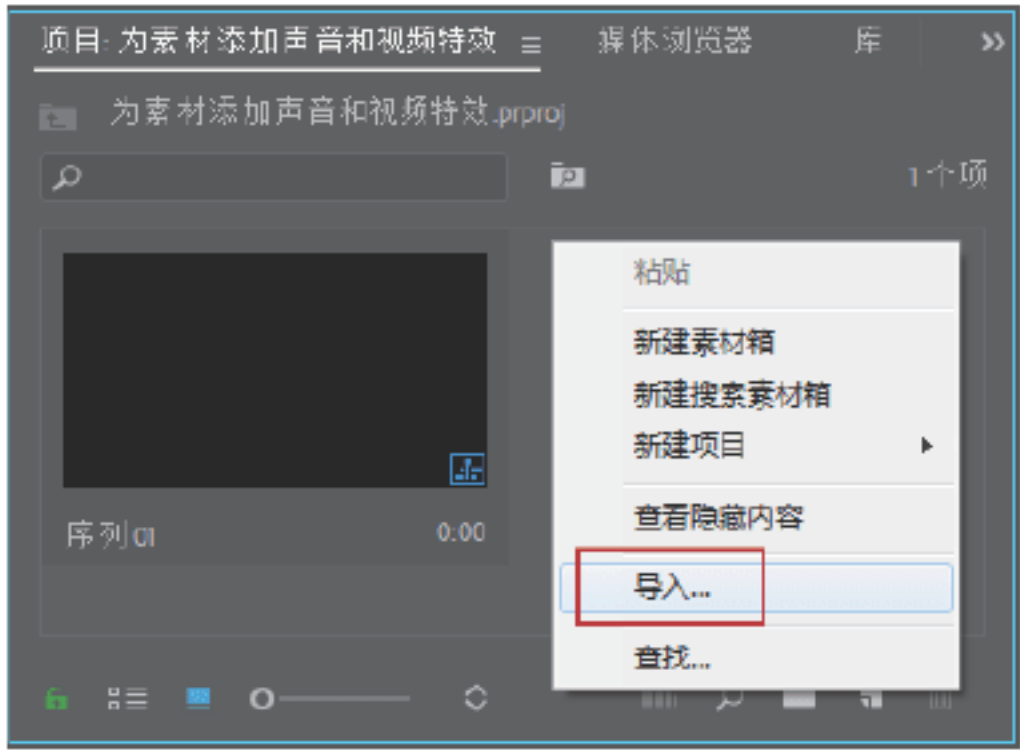 项目: 为素材添加声音和视频特效 媒体浏览器 库
为素材添加声音和视频特效.prproj
1个项
粘贴
新建素材箱
新建搜索素材箱
新建项目
查看隐藏内容
序列 01 0:00
导入...
查找...